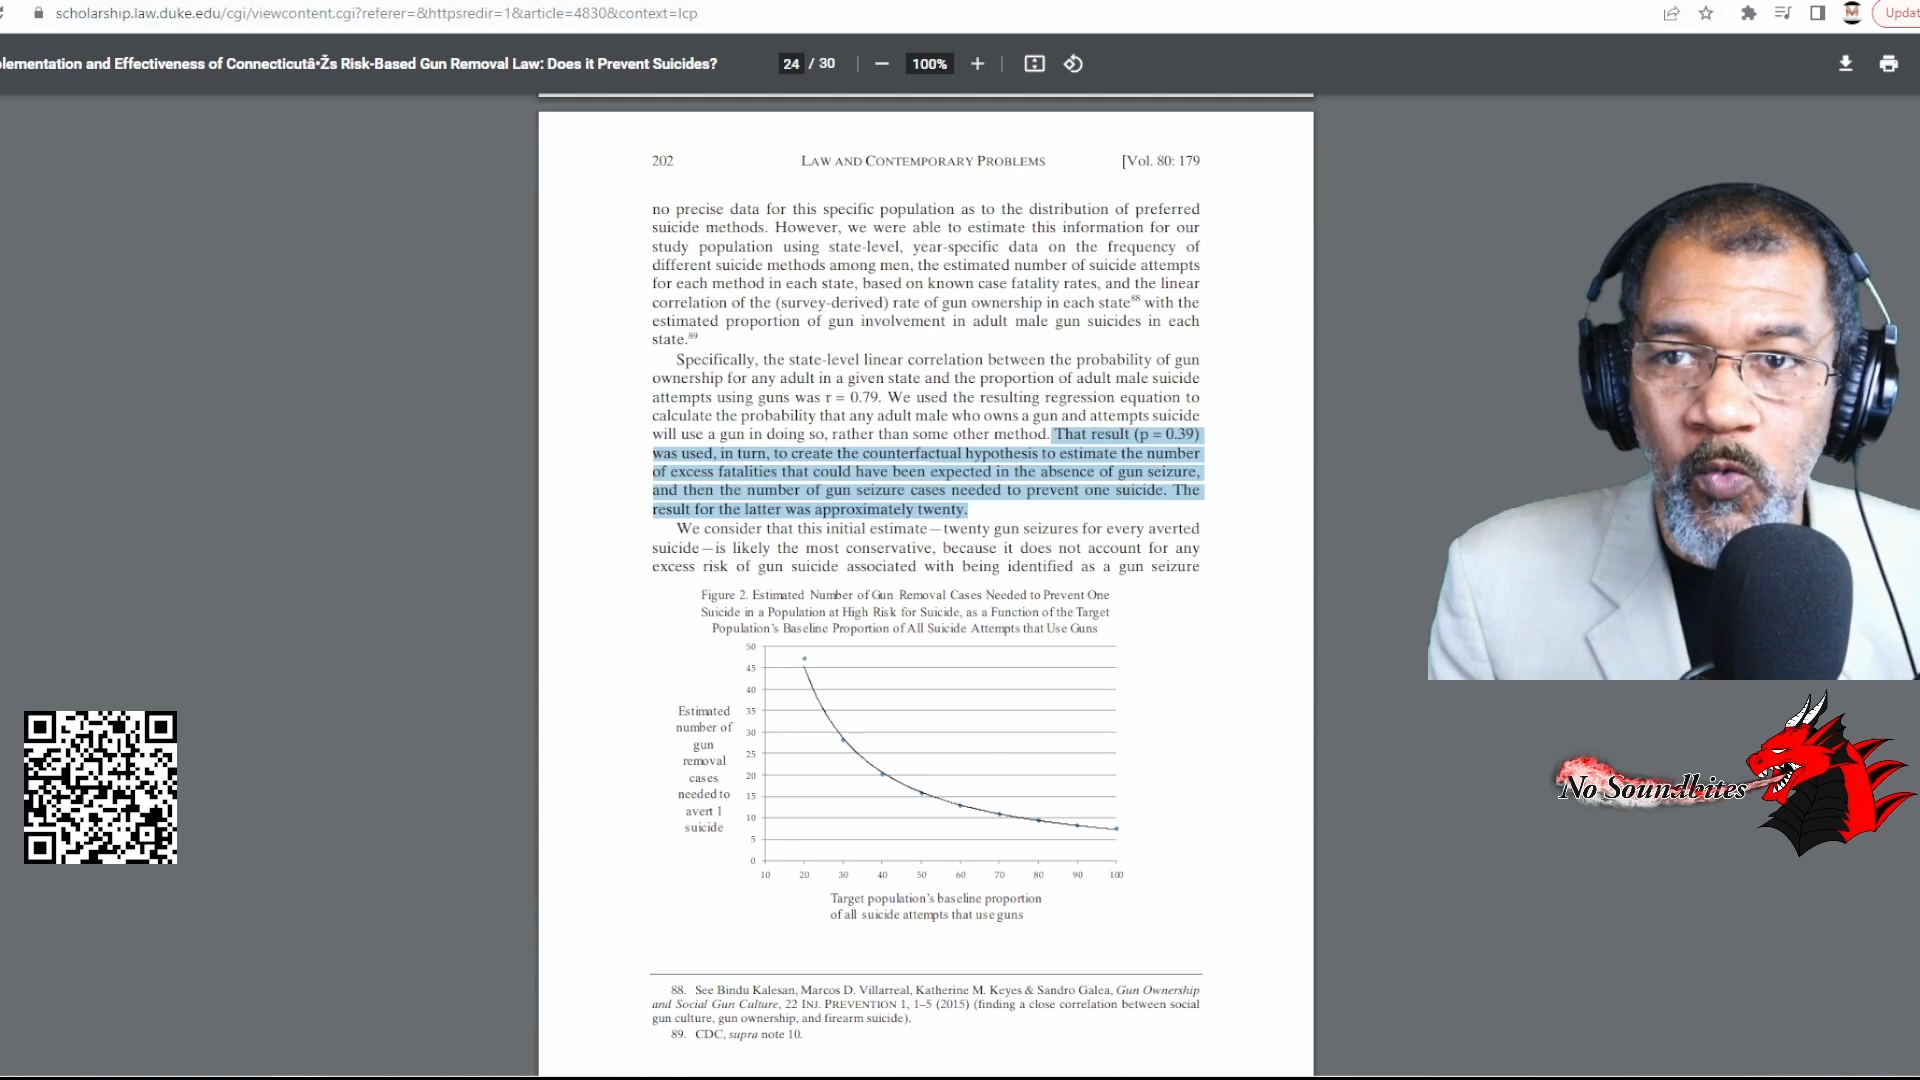 scholarship.law.duke.edu/cgi/viewcontent.cgi?referer=&httpsredir=1&article=4830&context=lcp
Updat
plementation and Effectiveness of Connecticutâ•Žs Risk-Based Gun Removal Law: Does it Prevent Suicides?
24 / 30
100%
202 LAW AND CONTEMPORARY PROBLEMS [Vol. 80: 179
no precise data for this specific population as to the distribution of preferred
suicide methods. However, we were able to estimate this information for our
study population using state-level, year-specific data on the frequency of
different suicide methods among men, the estimated number of suicide attempts
for each method in each state, based on known case fatality rates, and the linear
correlation of the (survey-derived) rate of gun ownership in each state88 with the
estimated proportion of gun involvement in adult male gun suicides in each
state.89
Specifically, the state-level linear correlation between the probability of gun
ownership for any adult in a given state and the proportion of adult male suicide
attempts using guns was r = 0.79. We used the resulting regression equation to
calculate the probability that any adult male who owns a gun and attempts suicide
will use a gun in doing so, rather than some other method. That result (p = 0.39)
was used, in turn, to create the counterfactual hypothesis to estimate the number
of excess fatalities that could have been expected in the absence of gun seizure,
and then the number of gun seizure cases needed to prevent one suicide. The
result for the latter was approximately twenty.
We consider that this initial estimate—twenty gun seizures for every averted
suicide—is likely the most conservative, because it does not account for any
excess risk of gun suicide associated with being identified as a gun seizure
Figure 2. Estimated Number of Gun Removal Cases Needed to Prevent One
Suicide in a Population at High Risk for Suicide, as a Function of the Target
Population's Baseline Proportion of All Suicide Attempts that Use Guns
50
45
40
35
30
25
20
15
10
5
0
Estimated
number of
gun
removal
cases
needed to
avert 1
suicide
10 20 30 40 50 60 70 80 90 100
Target population's baseline proportion
of all suicide attempts that use guns
88. See Bindu Kalesan, Marcos D. Villarreal, Katherine M. Keyes & Sandro Galea, Gun Ownership
and Social Gun Culture, 22 INJ. PREVENTION 1, 1–5 (2015) (finding a close correlation between social
gun culture, gun ownership, and firearm suicide).
89. CDC, supra note 10.
No Soundbites